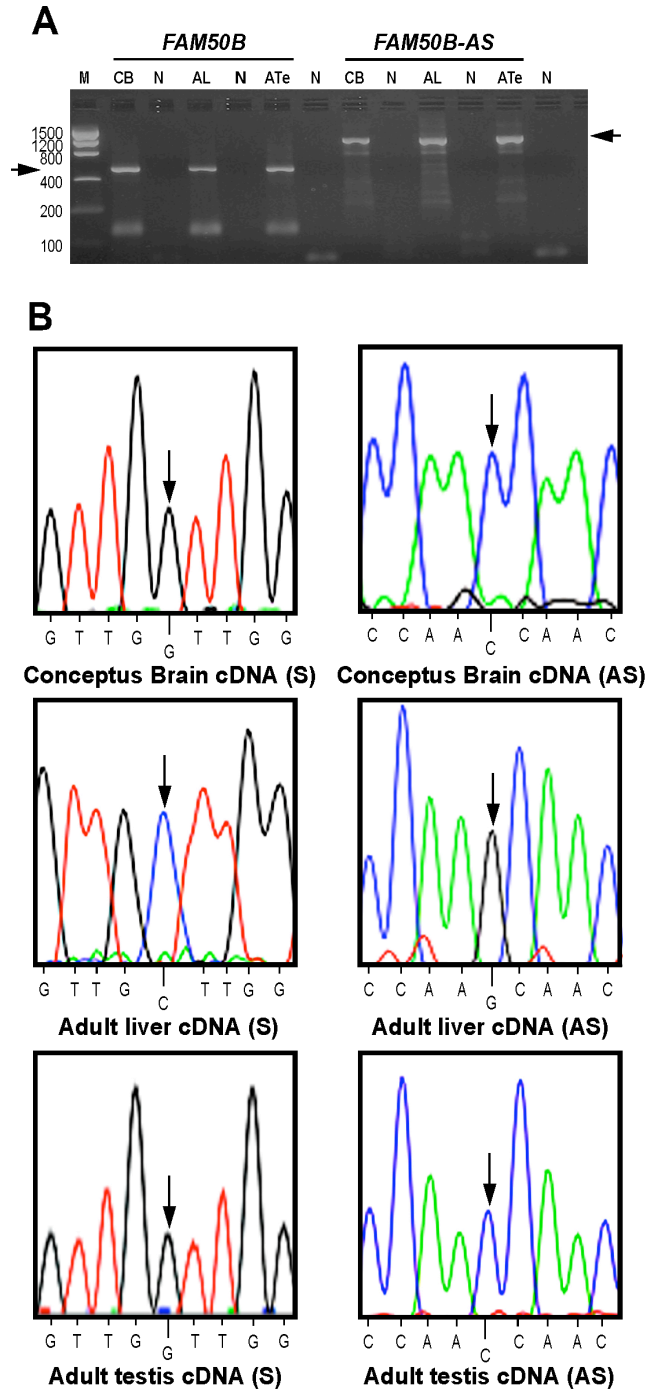 A
FAM50B FAM50B-AS
M CB N AL N ATe N CB N AL N ATe N
1500
1200
800
400
200
100
B
G T T G G T T G G
Conceptus Brain cDNA (S)
C C A A C C A A C
Conceptus Brain cDNA (AS)
G T T G C T T G G
Adult liver cDNA (S)
C C A A G C A A C
Adult liver cDNA (AS)
G T T G G T T G G
Adult testis cDNA (S)
C C A A C C A A C
Adult testis cDNA (AS)